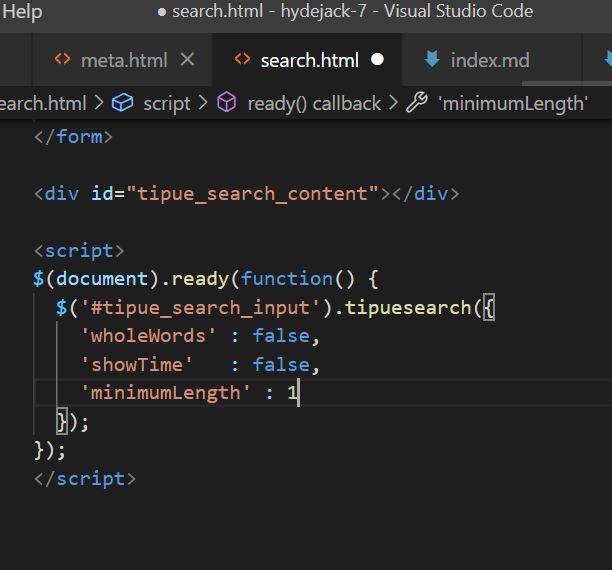 Help
● search.html - hydejack-7 - Visual Studio Code
<> meta.html ×
<> search.html ●
index.md
earch.html > script > ready() callback > 'minimumLength'
</form>
<div id="tipue_search_content"></div>
<script>
$(document).ready(function() {
  $('#tipue_search_input').tipuesearch({
    'wholeWords' : false,
    'showTime'   : false,
    'minimumLength' : 1
  });
});
</script>